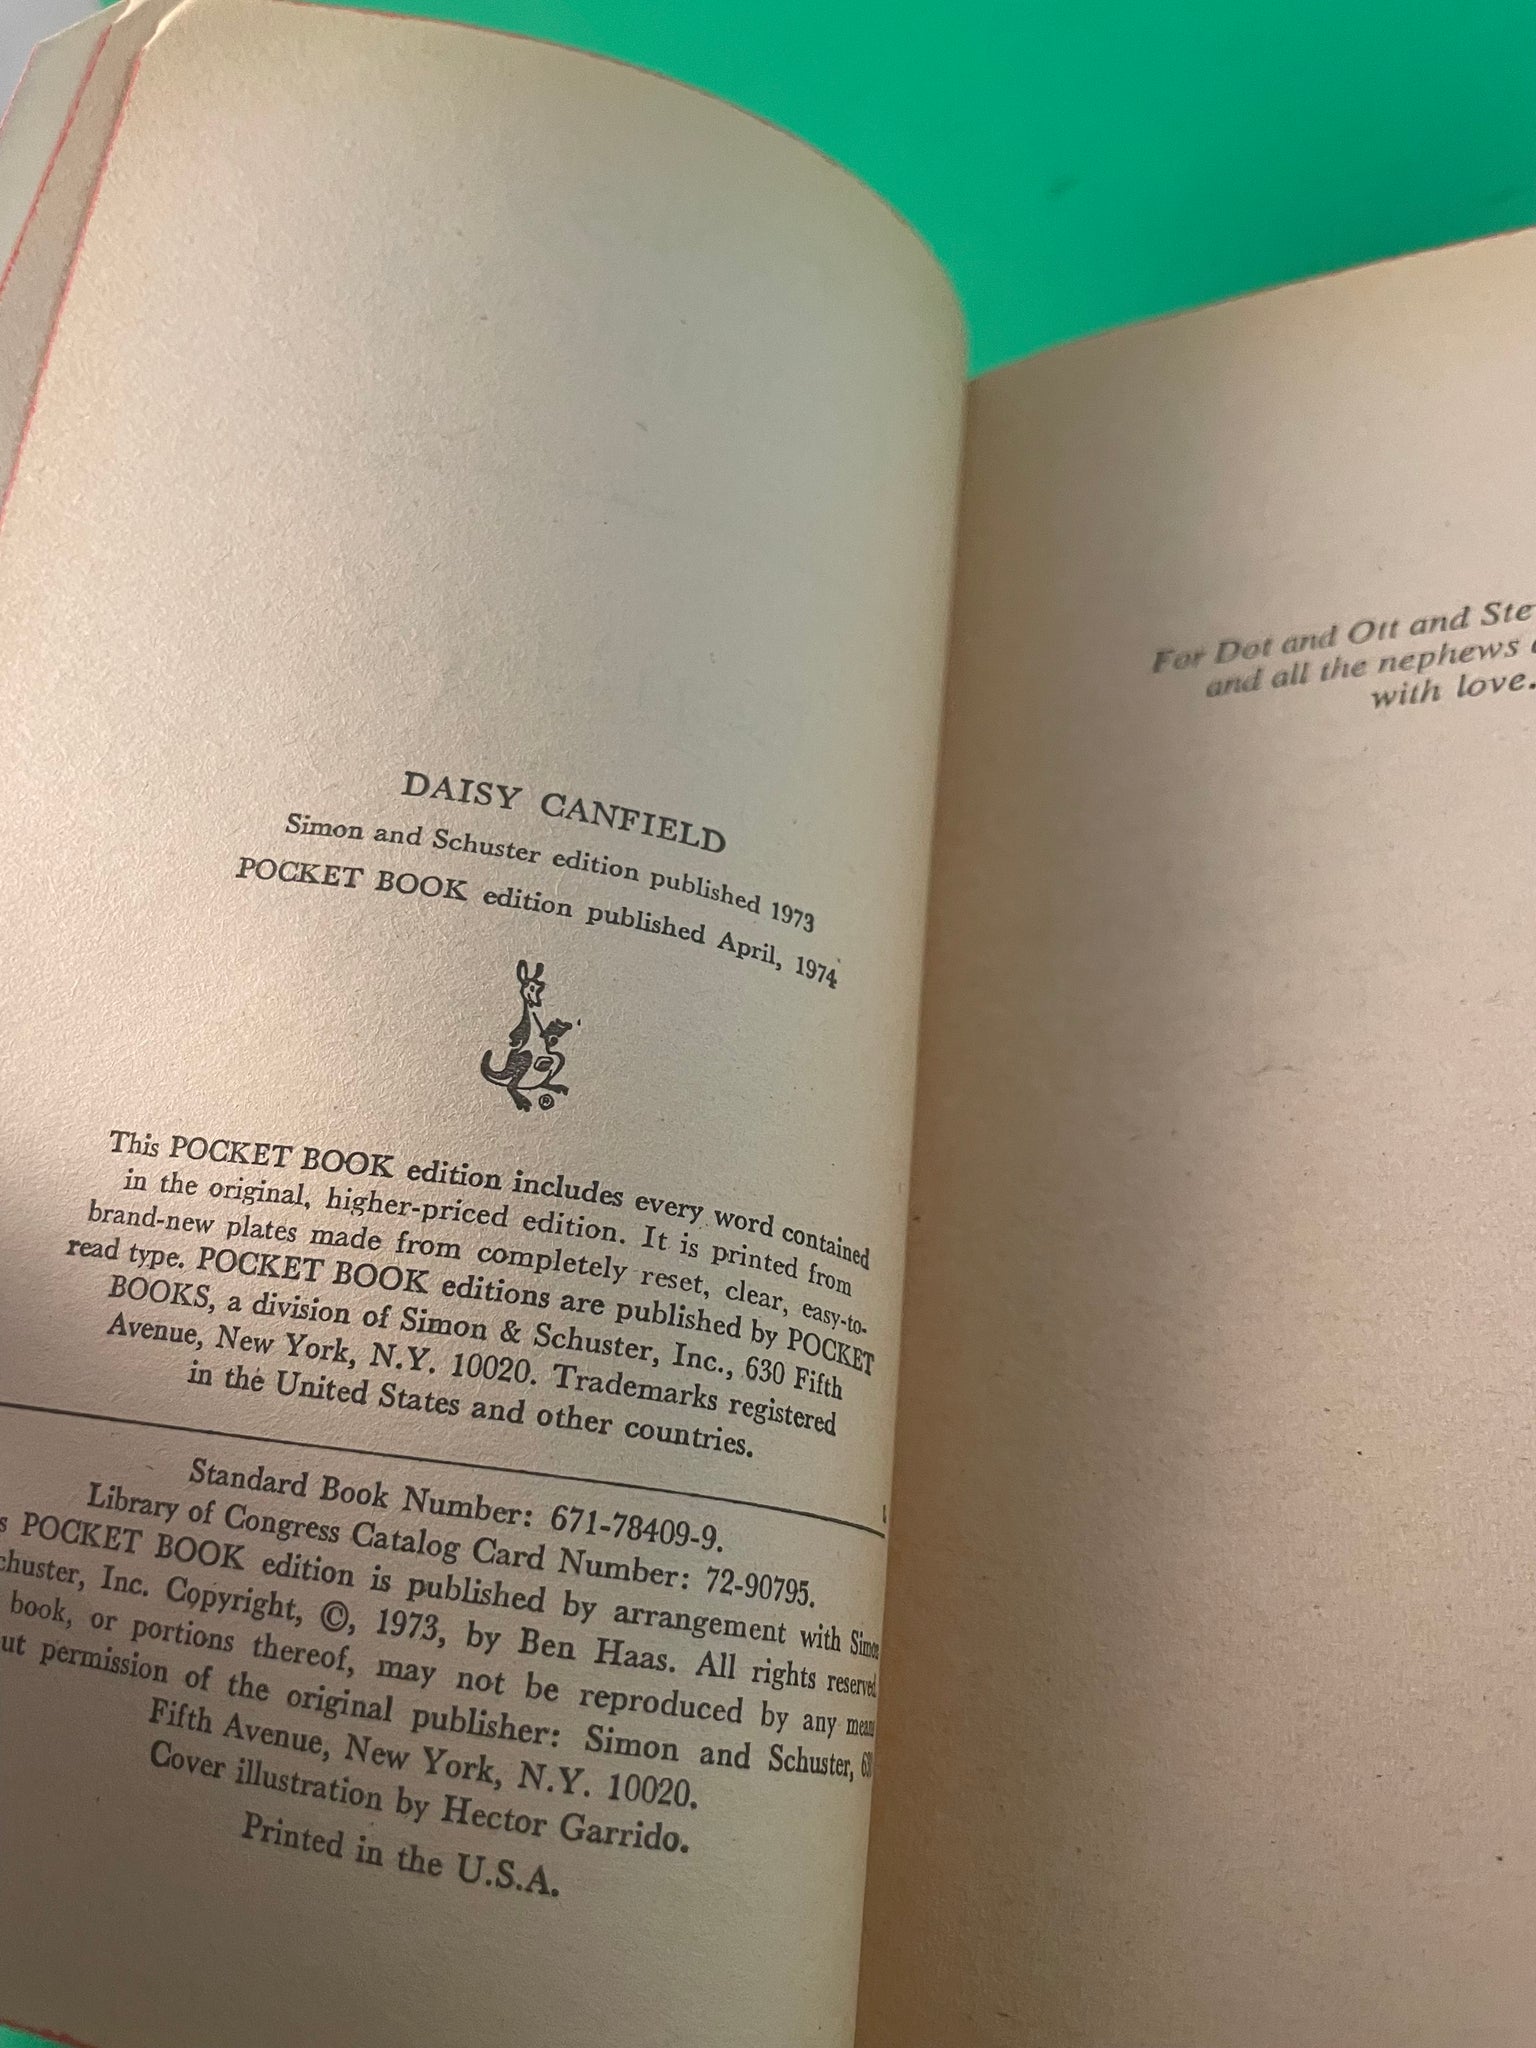 DAISY CANFIELD
Simon and Schuster edition published 1973
POCKET BOOK edition published April, 1974
®
This POCKET BOOK edition includes every word contained
in the original, higher-priced edition. It is printed from
brand-new plates made from completely reset, clear, easy-to-
read type. POCKET BOOK editions are published by POCKET
BOOKS, a division of Simon & Schuster, Inc., 630 Fifth
Avenue, New York, N.Y. 10020. Trademarks registered
in the United States and other countries.
Standard Book Number: 671-78409-9.
Library of Congress Catalog Card Number: 72-90795.
s POCKET BOOK edition is published by arrangement with Simon
chuster, Inc. Copyright, ©, 1973, by Ben Haas. All rights reserved
book, or portions thereof, may not be reproduced by any means
ut permission of the original publisher: Simon and Schuster, 630
Fifth Avenue, New York, N.Y. 10020.
Cover illustration by Hector Garrido.
Printed in the U.S.A.
For Dot and Ott and Ste
and all the nephews
with love.